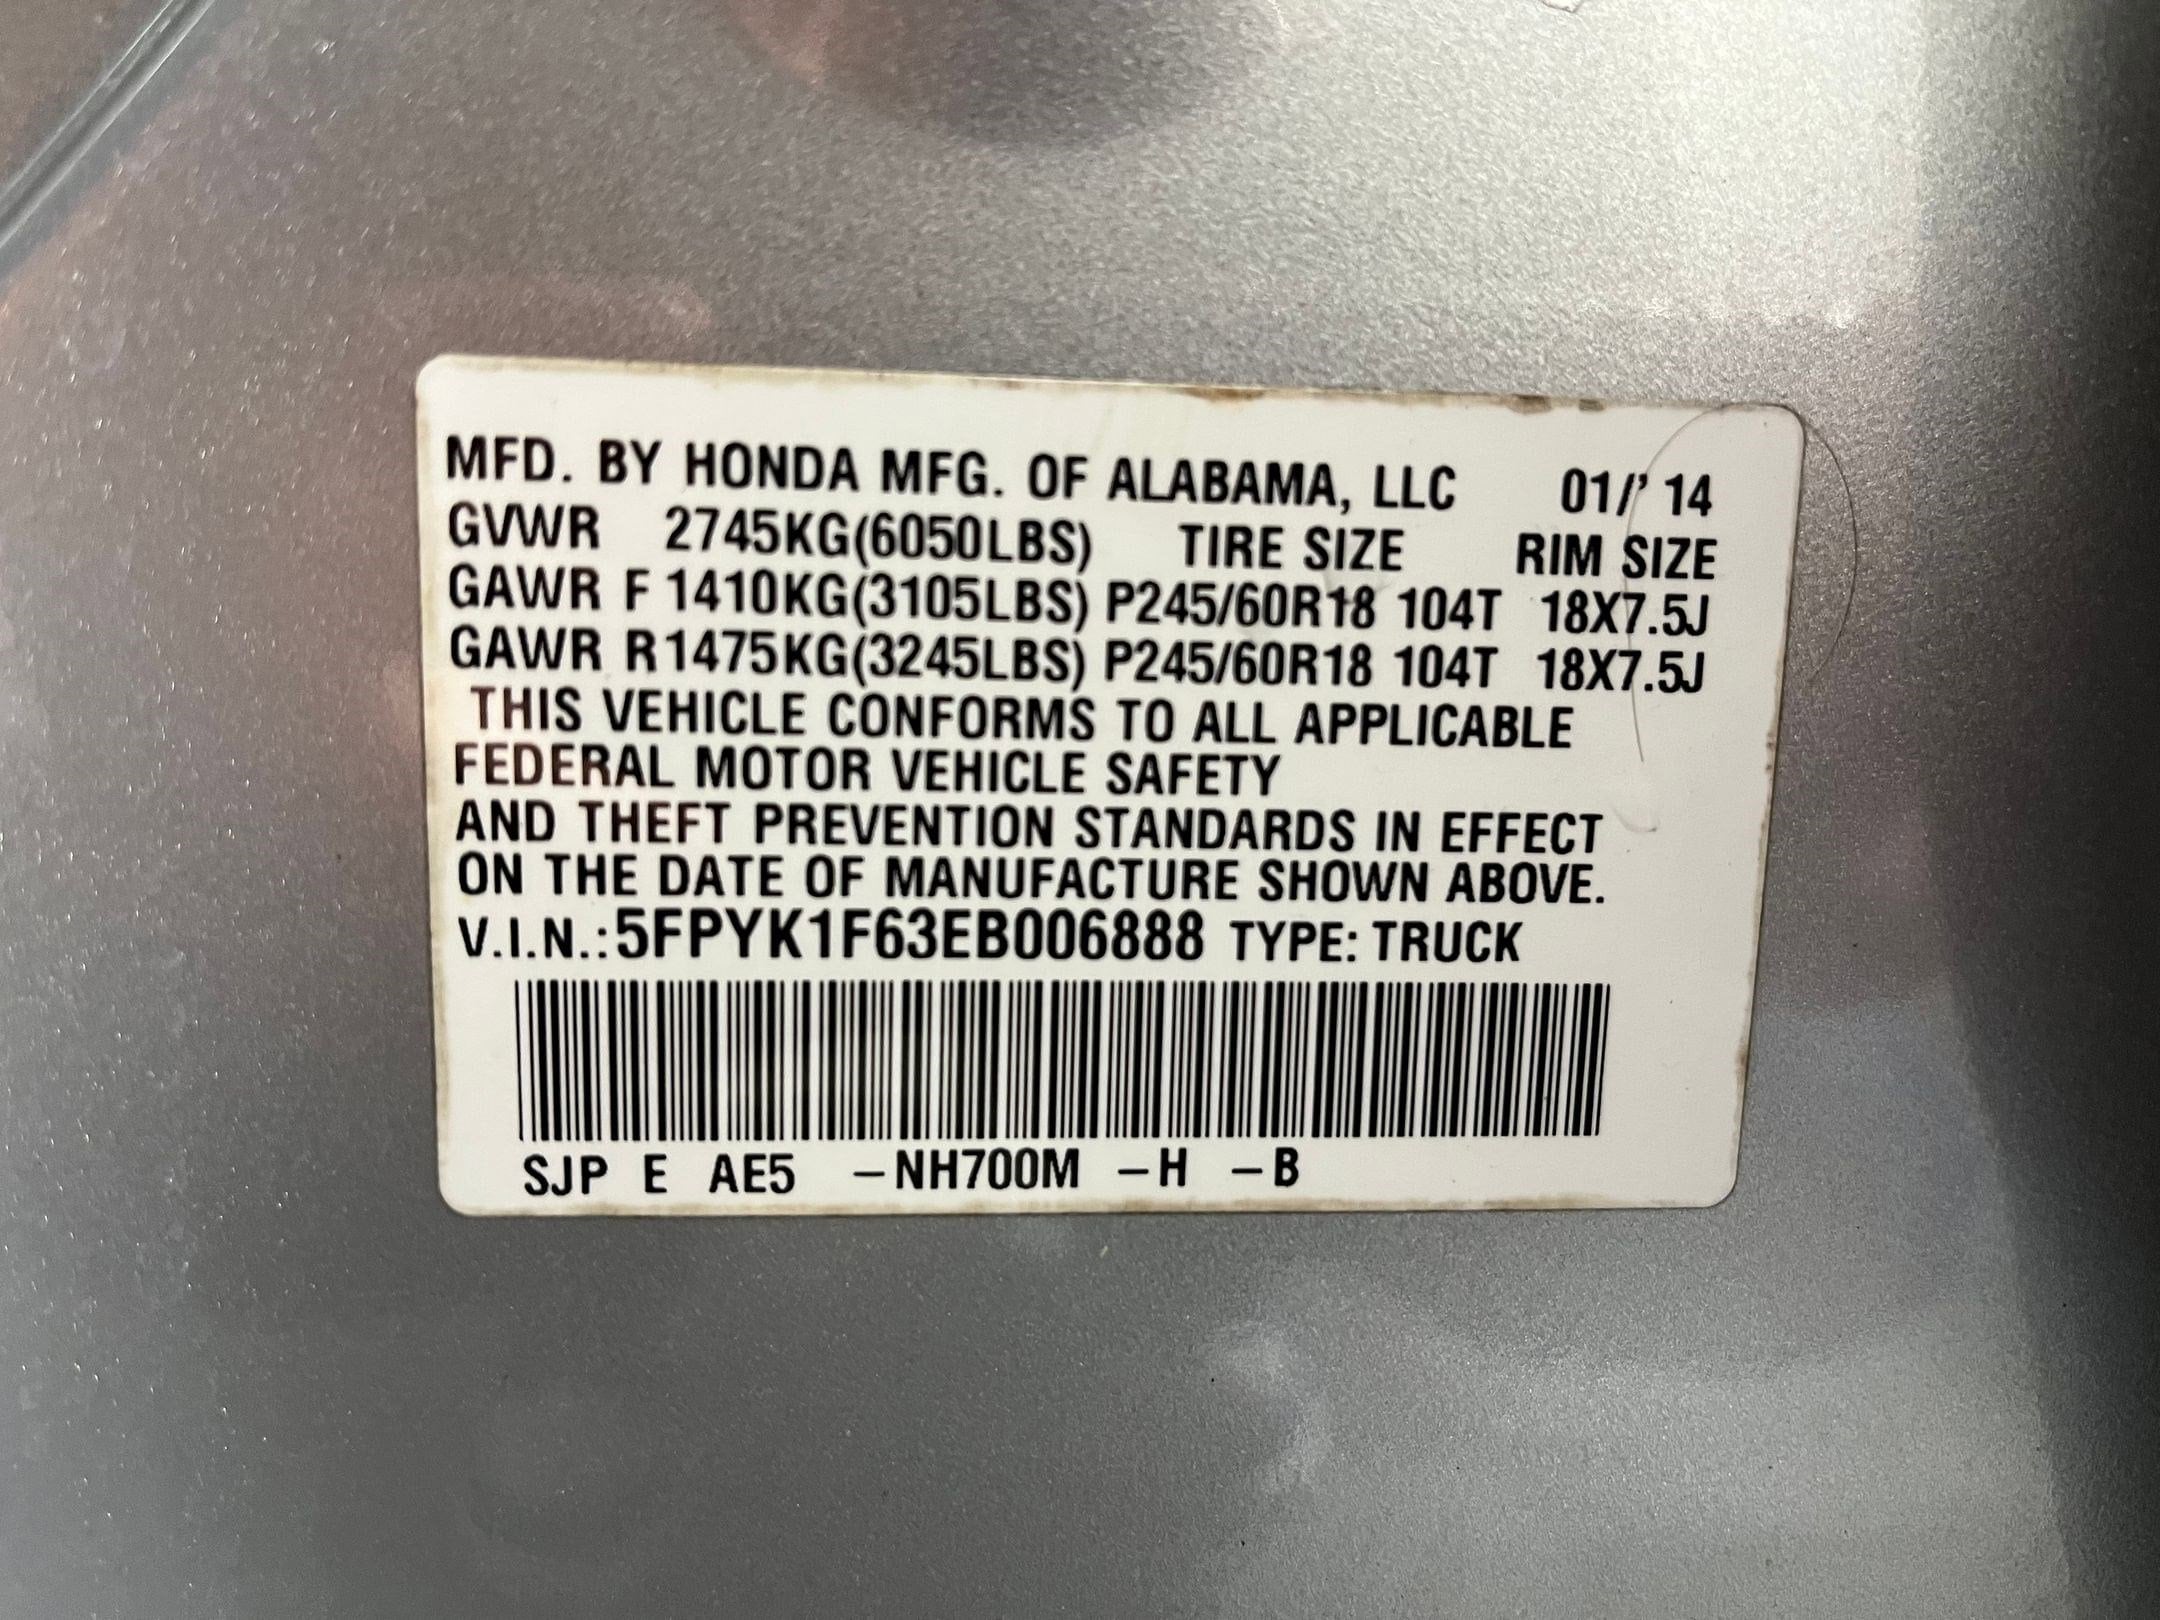 MFD. BY HONDA MFG. OF ALABAMA, LLC 01/' 14
GVWR 2745KG(6050LBS) TIRE SIZE RIM SIZE
GAWR F 1410KG(3105LBS) P245/60R18 104T 18X7.5J
GAWR R 1475KG(3245LBS) P245/60R18 104T 18X7.5J
THIS VEHICLE CONFORMS TO ALL APPLICABLE
FEDERAL MOTOR VEHICLE SAFETY
AND THEFT PREVENTION STANDARDS IN EFFECT
ON THE DATE OF MANUFACTURE SHOWN ABOVE.
V.I.N.:5FPYK1F63EB006888 TYPE: TRUCK
SJP E AE5 –NH700M –H –B